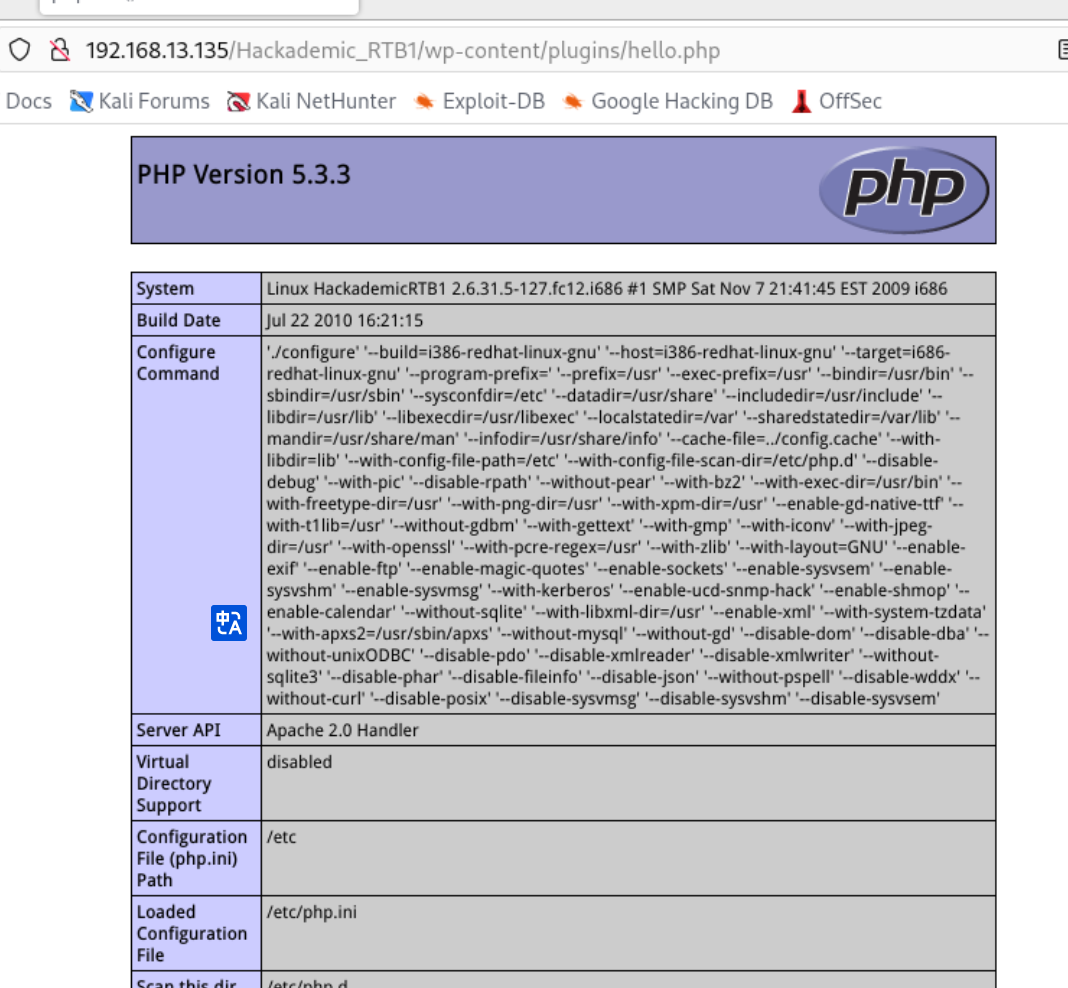 192.168.13.135/Hackademic_RTB1/wp-content/plugins/hello.php
Docs Kali Forums Kali NetHunter Exploit-DB Google Hacking DB OffSec
PHP Version 5.3.3
php
System Linux HackademicRTB1 2.6.31.5-127.fc12.i686 #1 SMP Sat Nov 7 21:41:45 EST 2009 i686
Build Date Jul 22 2010 16:21:15
Configure Command
'./configure' '--build=i386-redhat-linux-gnu' '--host=i386-redhat-linux-gnu' '--target=i686-
redhat-linux-gnu' '--program-prefix=' '--prefix=/usr' '--exec-prefix=/usr' '--bindir=/usr/bin' '--
sbindir=/usr/sbin' '--sysconfdir=/etc' '--datadir=/usr/share' '--includedir=/usr/include' '--
libdir=/usr/lib' '--libexecdir=/usr/libexec' '--localstatedir=/var' '--sharedstatedir=/var/lib' '--
mandir=/usr/share/man' '--infodir=/usr/share/info' '--cache-file=../config.cache' '--with-
libdir=lib' '--with-config-file-path=/etc' '--with-config-file-scan-dir=/etc/php.d' '--disable-
debug' '--with-pic' '--disable-rpath' '--without-pear' '--with-bz2' '--with-exec-dir=/usr/bin' '--
with-freetype-dir=/usr' '--with-png-dir=/usr' '--with-xpm-dir=/usr' '--enable-gd-native-ttf' '--
with-t1lib=/usr' '--without-gdbm' '--with-gettext' '--with-gmp' '--with-iconv' '--with-jpeg-
dir=/usr' '--with-openssl' '--with-pcre-regex=/usr' '--with-zlib' '--with-layout=GNU' '--enable-
exif' '--enable-ftp' '--enable-magic-quotes' '--enable-sockets' '--enable-sysvsem' '--enable-
sysvshm' '--enable-sysvmsg' '--with-kerberos' '--enable-ucd-snmp-hack' '--enable-shmop' '--
enable-calendar' '--without-sqlite' '--with-libxml-dir=/usr' '--enable-xml' '--with-system-tzdata'
'--with-apxs2=/usr/sbin/apxs' '--without-mysql' '--without-gd' '--disable-dom' '--disable-dba' '--
without-unixODBC' '--disable-pdo' '--disable-xmlreader' '--disable-xmlwriter' '--without-
sqlite3' '--disable-phar' '--disable-fileinfo' '--disable-json' '--without-pspell' '--disable-wddx' '--
without-curl' '--disable-posix' '--disable-sysvmsg' '--disable-sysvshm' '--disable-sysvsem'
中
A
Server API Apache 2.0 Handler
Virtual
Directory
Support
disabled
Configuration
File (php.ini)
Path
/etc
Loaded
Configuration
File
/etc/php.ini
Scan this dir /etc/php.d